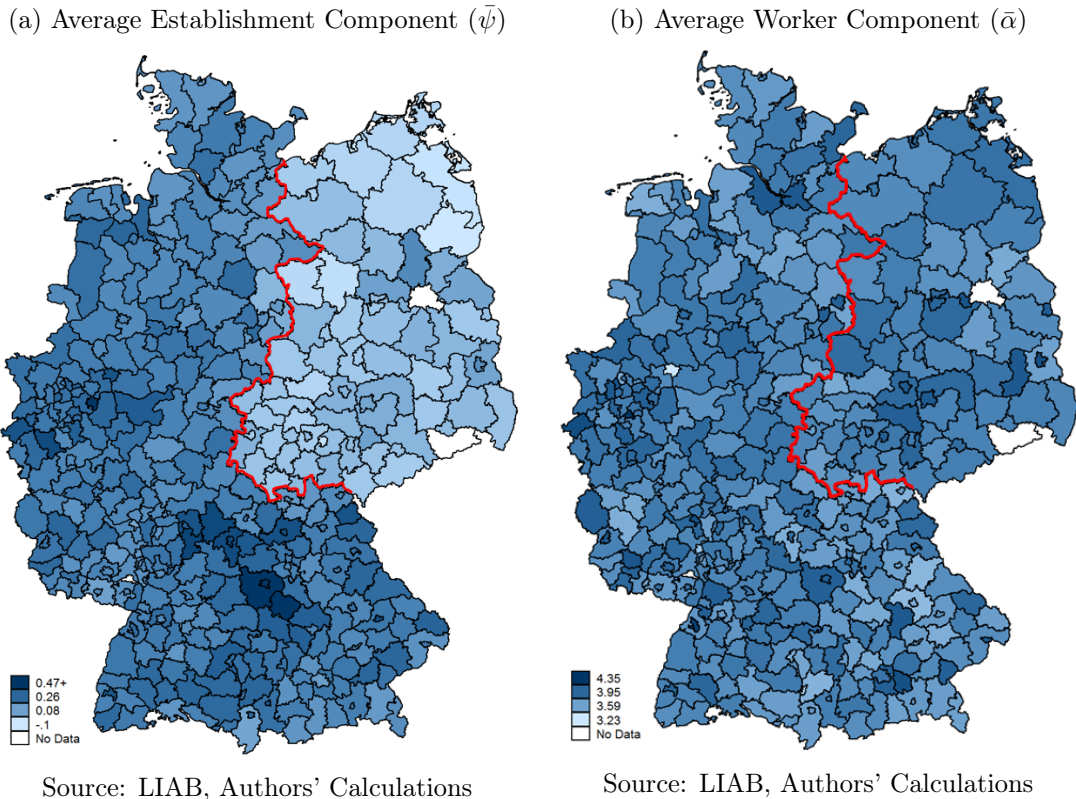 (a) Average Establishment Component (ψ̄)
(b) Average Worker Component (ᾱ)
0.47+
0.26
0.08
-.1
No Data
4.35
3.95
3.59
3.23
No Data
Source: LIAB, Authors' Calculations
Source: LIAB, Authors' Calculations